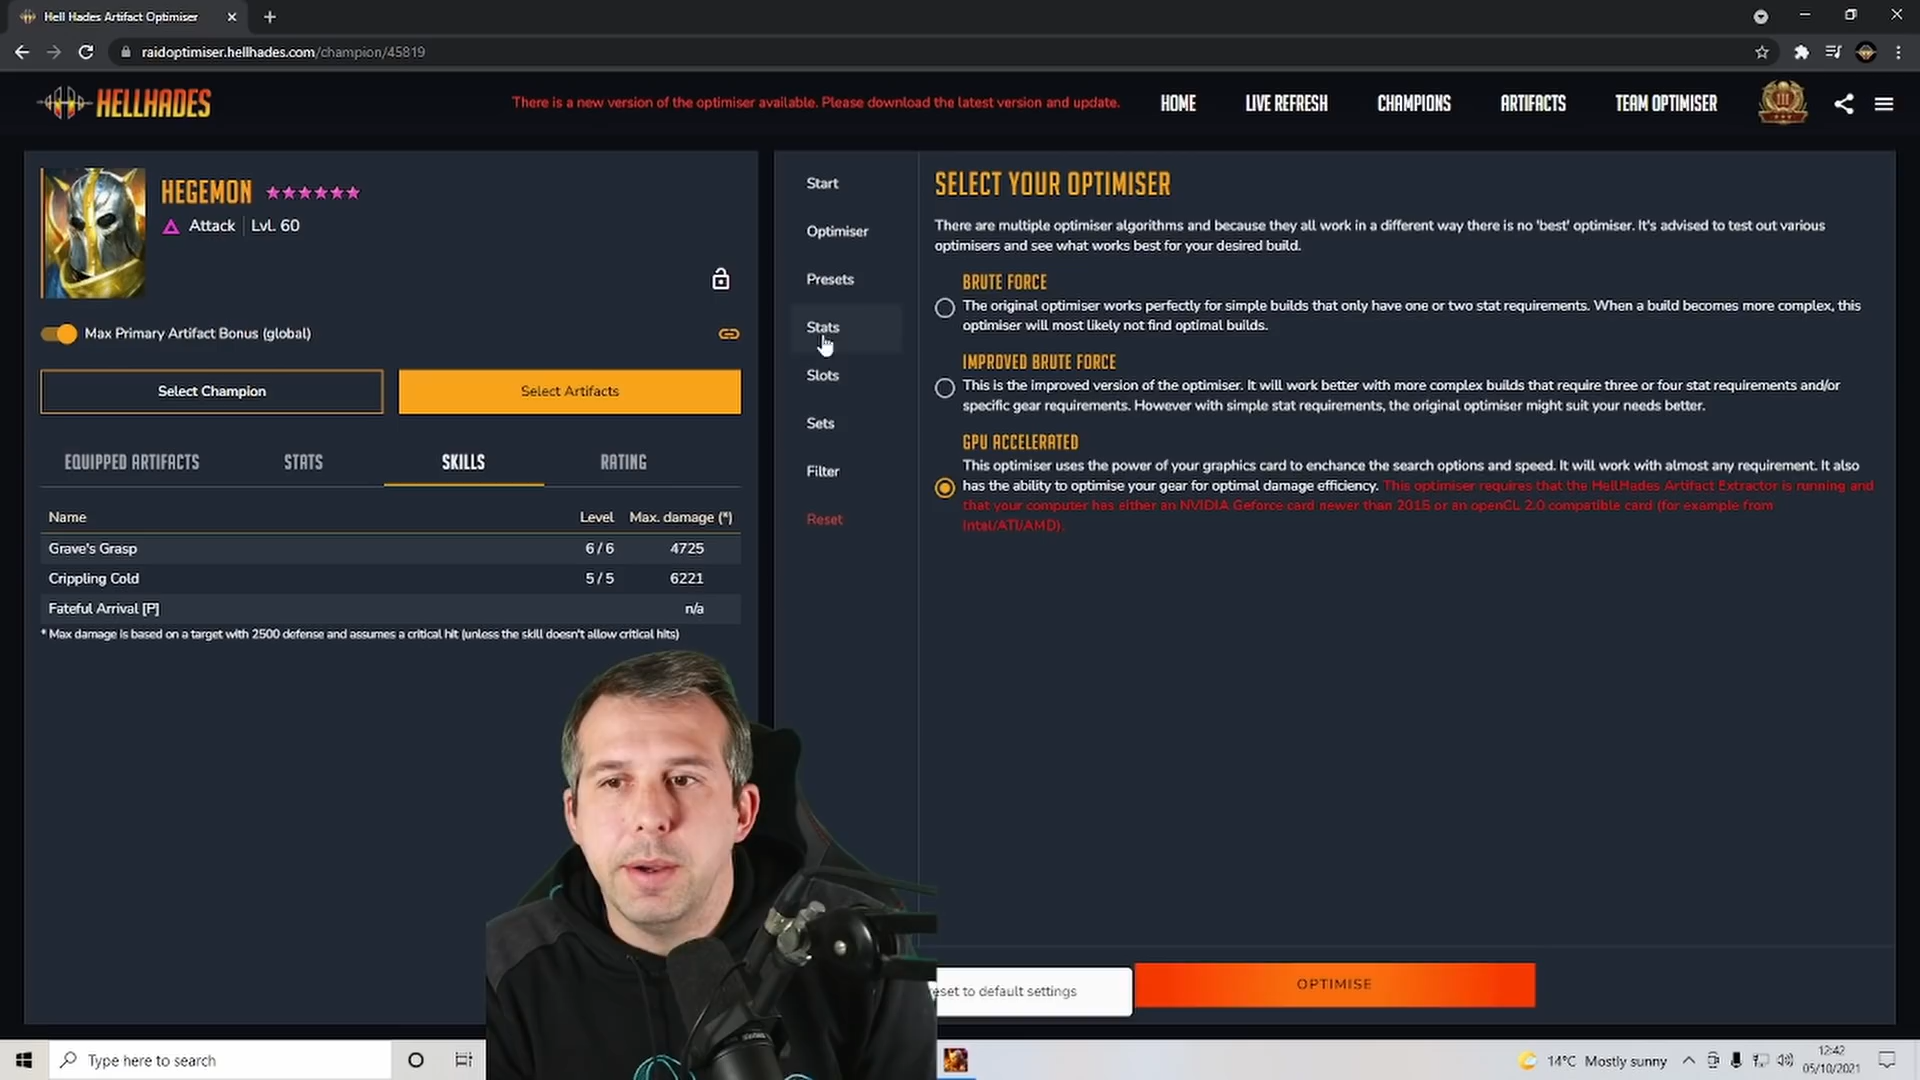 Hell Hades Artifact Optimiser
raidoptimiser.hellhades.com/champion/45819
HELLHADES
There is a new version of the optimiser available. Please download the latest version and update.
HOME
LIVE REFRESH
CHAMPIONS
ARTIFACTS
TEAM OPTIMISER
III
HEGEMON
Attack
Lvl. 60
Max Primary Artifact Bonus (global)
Select Champion
Select Artifacts
EQUIPPED ARTIFACTS
STATS
SKILLS
RATING
Name Level Max. damage (*)
Grave's Grasp 6 / 6 4725
Crippling Cold 5 / 5 6221
Fateful Arrival [P] n/a
* Max damage is based on a target with 2500 defense and assumes a critical hit (unless the skill doesn't allow critical hits)
Start
Optimiser
Presets
Stats
Slots
Sets
Filter
Reset
SELECT YOUR OPTIMISER
There are multiple optimiser algorithms and because they all work in a different way there is no 'best' optimiser. It's advised to test out various
optimisers and see what works best for your desired build.
BRUTE FORCE
The original optimiser works perfectly for simple builds that only have one or two stat requirements. When a build becomes more complex, this
optimiser will most likely not find optimal builds.
IMPROVED BRUTE FORCE
This is the improved version of the optimiser. It will work better with more complex builds that require three or four stat requirements and/or
specific gear requirements. However with simple stat requirements, the original optimiser might suit your needs better.
GPU ACCELERATED
This optimiser uses the power of your graphics card to enchance the search options and speed. It will work with almost any requirement. It also
has the ability to optimise your gear for optimal damage efficiency. This optimiser requires that the HellHades Artifact Extractor is running and
that your computer has either an NVIDIA Geforce card newer than 2015 or an openCL 2.0 compatible card (for example from
Intel/ATI/AMD).
eset to default settings
OPTIMISE
Type here to search
14°C Mostly sunny
12:42
05/10/2021